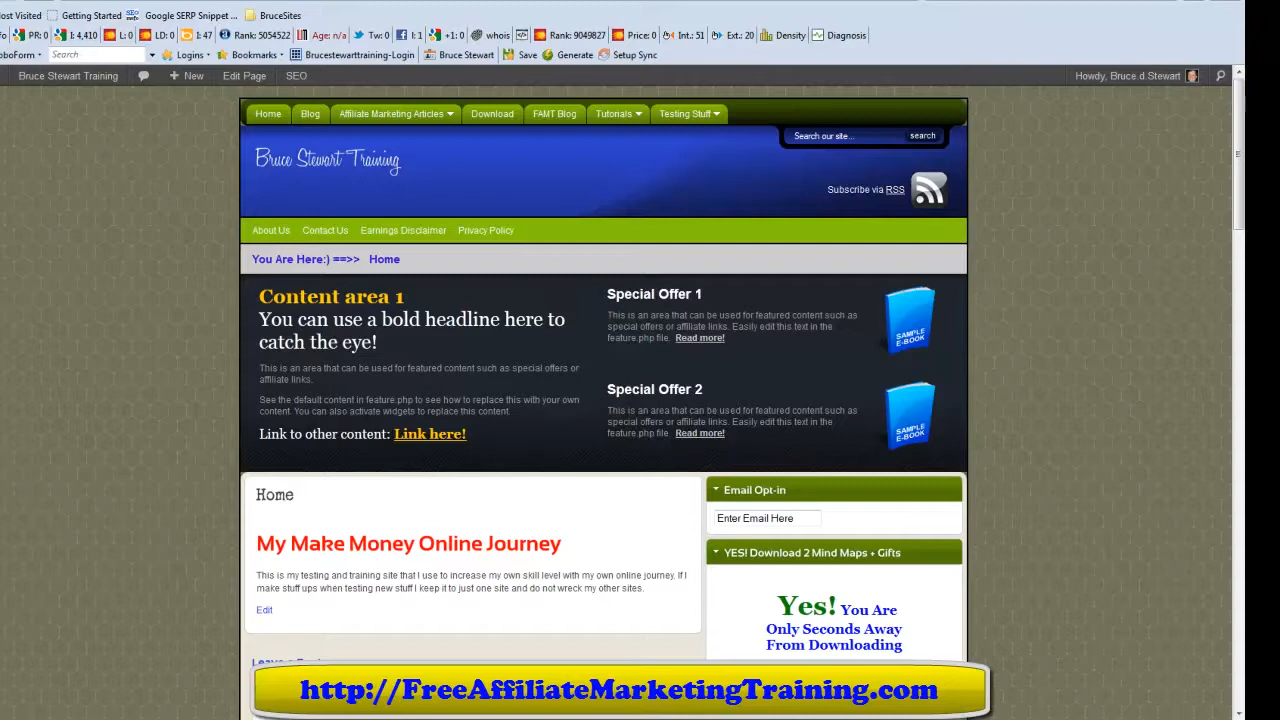 ost Visited Getting Started Google SERP Snippet ... BruceSites
PR: 0 I: 4,410 L: 0 LD: 0 I: 47 Rank: 5054522 Age: n/a Tw: 0 I: 1 +1: 0 whois Rank: 9049827 Price: 0 Int: 51 Ext: 20 Density Diagnosis
oboForm Search Logins Bookmarks Brucestewarttraining-Login Bruce Stewart Save Generate Setup Sync
Bruce Stewart Training + New Edit Page SEO Howdy, Bruce.d.Stewart
Home Blog Affiliate Marketing Articles Download FAMT Blog Tutorials Testing Stuff
Search our site... search
Bruce Stewart Training
Subscribe via RSS
About Us Contact Us Earnings Disclaimer Privacy Policy
You Are Here:) ==>> Home
Content area 1
You can use a bold headline here to
catch the eye!
This is an area that can be used for featured content such as special offers or
affiliate links.
See the default content in feature.php to see how to replace this with your own
content. You can also activate widgets to replace this content.
Link to other content: Link here!
Special Offer 1
This is an area that can be used for featured content such as
special offers or affiliate links. Easily edit this text in the
feature.php file. Read more!
SAMPLE
E-BOOK
Special Offer 2
This is an area that can be used for featured content such as
special offers or affiliate links. Easily edit this text in the
feature.php file. Read more!
SAMPLE
E-BOOK
Home
My Make Money Online Journey
This is my testing and training site that I use to increase my own skill level with my own online journey. If I
make stuff ups when testing new stuff I keep it to just one site and do not wreck my other sites.
Edit
Email Opt-in
Enter Email Here
YES! Download 2 Mind Maps + Gifts
Yes! You Are
Only Seconds Away
From Downloading
http://FreeAffiliateMarketingTraining.com